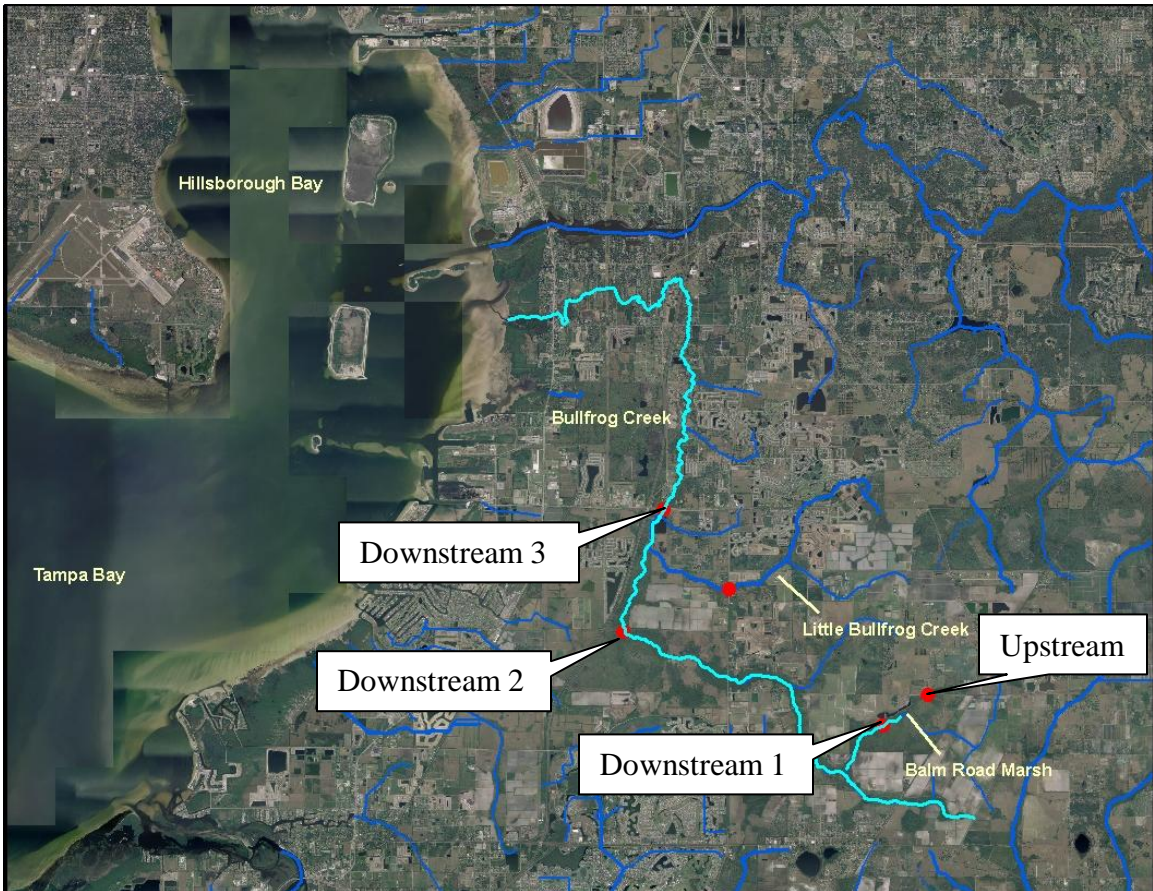 Hillsborough Bay
Bullfrog Creek
Downstream 3
Tampa Bay
Little Bullfrog Creek
Upstream
Downstream 2
Downstream 1
Balm Road Marsh